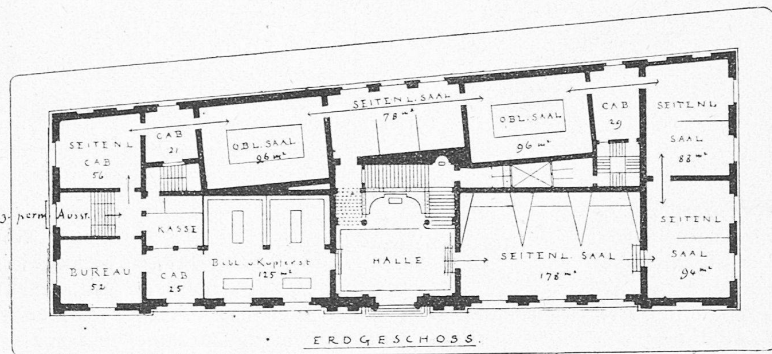 SEITENL. SAAL
78 m²
OBL. SAAL
96 m²
OBL. SAAL
96 m²
CAB
21
CAB
29
SEITENL
CAB
56
SEITENL
SAAL
88 m²
z. perm. Ausst.
KASSE
BUREAU
52
CAB
25
Bibl. u Kupferst
125 m²
HALLE
SEITENL. SAAL
178 m²
SEITENL
SAAL
94 m²
ERDGESCHOSS.